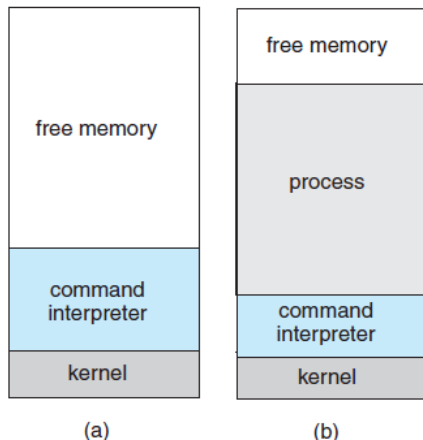 free memory
command
interpreter
kernel
(a)
free memory
process
command
interpreter
kernel
(b)